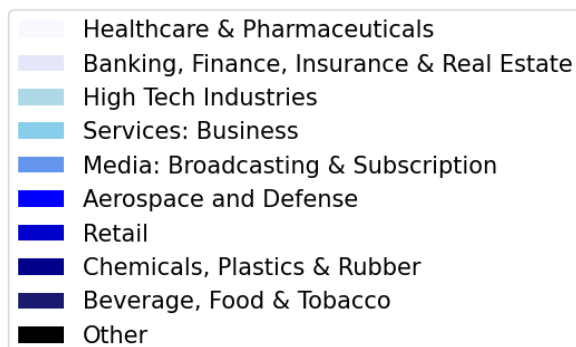 Healthcare & Pharmaceuticals
Banking, Finance, Insurance & Real Estate
High Tech Industries
Services: Business
Media: Broadcasting & Subscription
Aerospace and Defense
Retail
Chemicals, Plastics & Rubber
Beverage, Food & Tobacco
Other